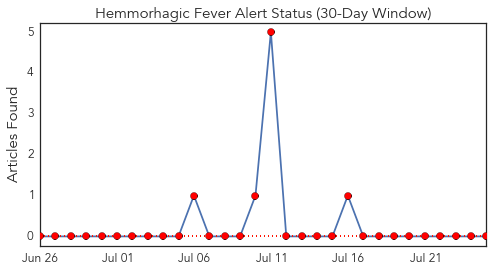 Hemmorhagic Fever Alert Status (30-Day Window)
Articles Found
5
4
3
2
1
0
Jun 26 Jul 01 Jul 06 Jul 11 Jul 16 Jul 21